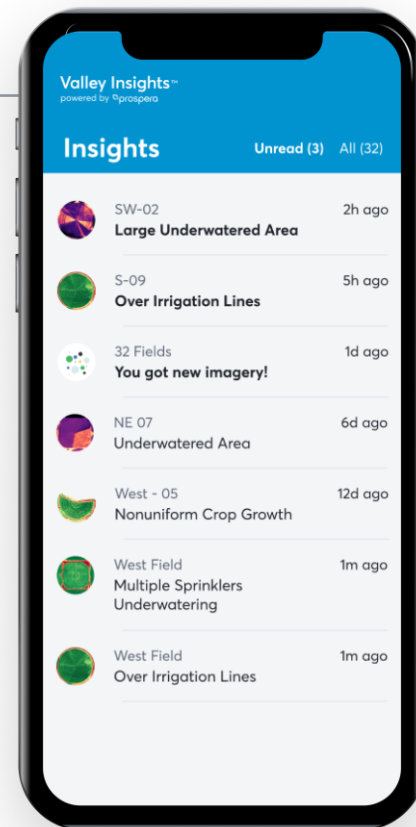 Valley Insights™
powered by prospera
Insights Unread (3) All (32)
SW-02 2h ago
Large Underwatered Area
S-09 5h ago
Over Irrigation Lines
32 Fields 1d ago
You got new imagery!
NE 07 6d ago
Underwatered Area
West - 05 12d ago
Nonuniform Crop Growth
West Field 1m ago
Multiple Sprinklers
Underwatering
West Field 1m ago
Over Irrigation Lines